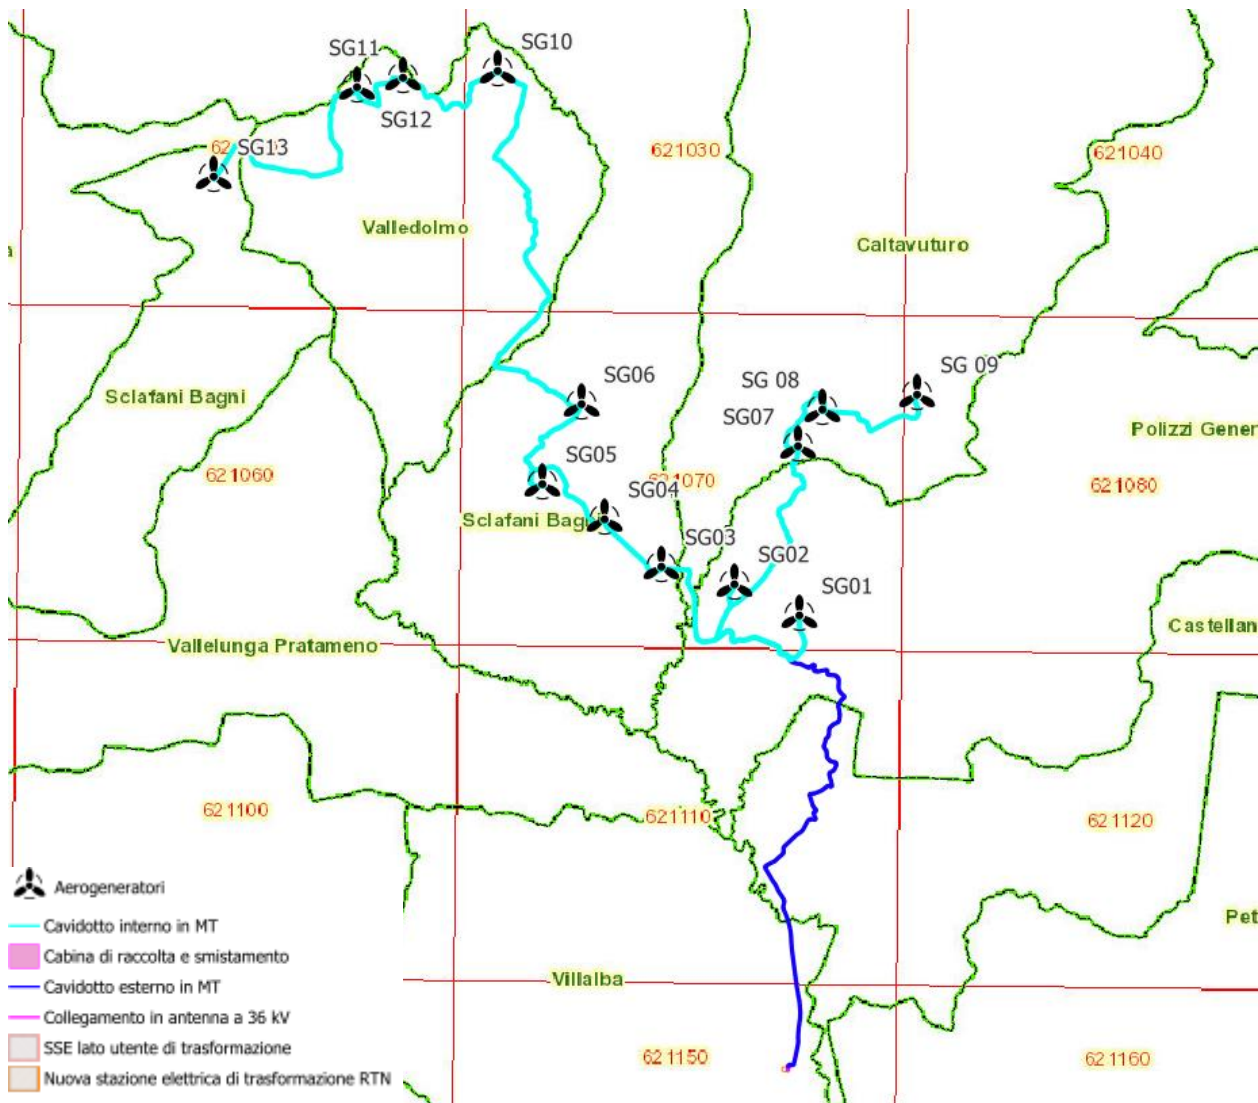 SG10
SG11
SG12
SG13
62
621030
621040
Valledolmo
Caltavuturo
a
SG06
SG 08
SG 09
SG07
Sclafani Bagni
Polizzi Gener
SG05
621060
621070
621080
SG04
Sclafani Bagni
SG03
SG02
SG01
Castellan
Vallelunga Pratameno
621100
621110
621120
Aerogeneratori
Cavidotto interno in MT
Cabina di raccolta e smistamento
Cavidotto esterno in MT
Collegamento in antenna a 36 kV
SSE lato utente di trasformazione
Nuova stazione elettrica di trasformazione RTN
Pet
Villalba
621150
621160